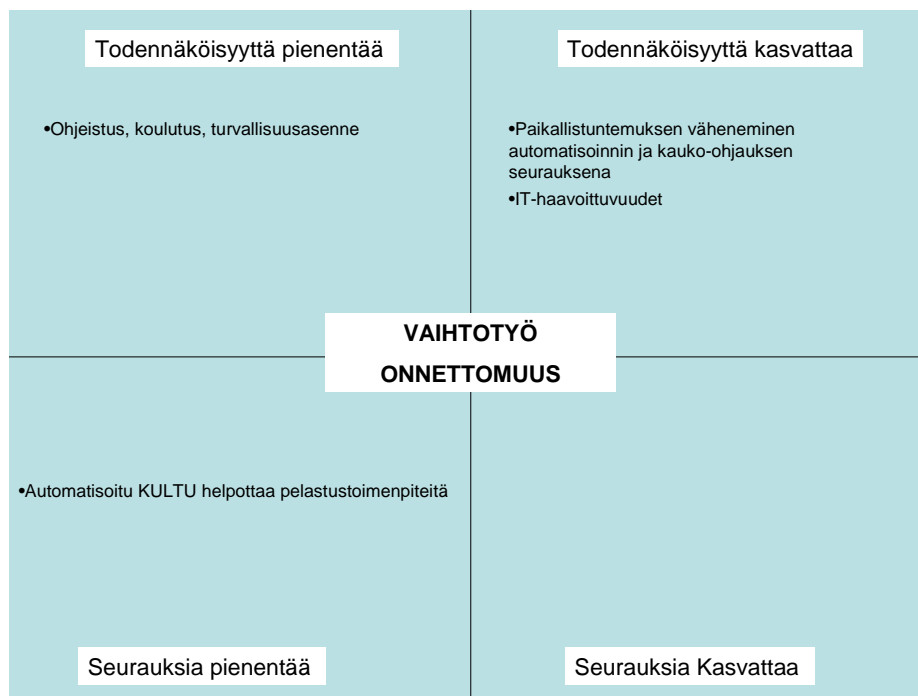 Todennäköisyyttä pienentää
Todennäköisyyttä kasvattaa
•Ohjeistus, koulutus, turvallisuusasenne
•Paikallistuntemuksen väheneminen
automatisoinnin ja kauko-ohjauksen
seurauksena
•IT-haavoittuvuudet
VAIHTOTYÖ
ONNETTOMUUS
•Automatisoitu KULTU helpottaa pelastustoimenpiteitä
Seurauksia pienentää
Seurauksia Kasvattaa